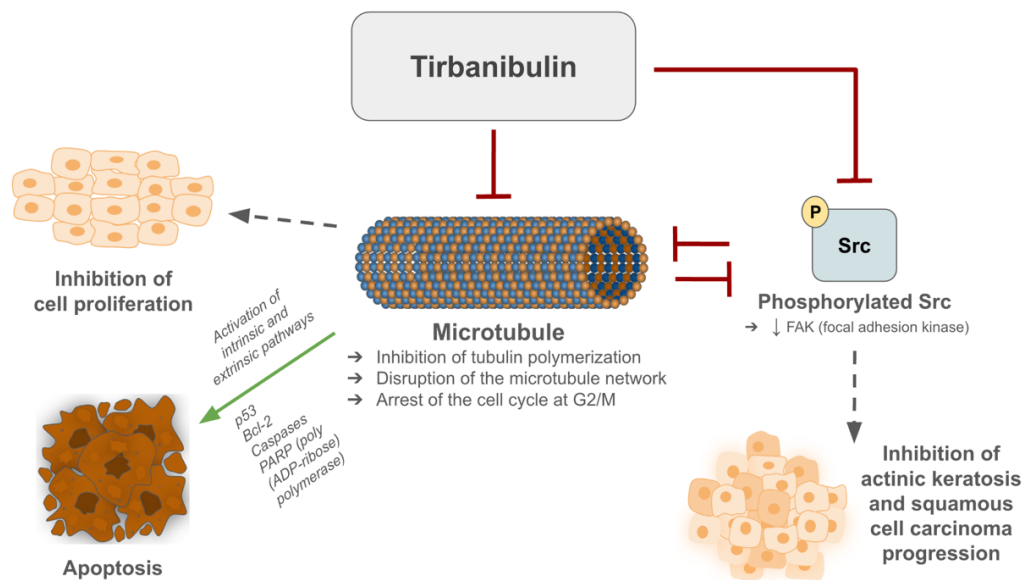 Tirbanibulin
P
Src
Phosphorylated Src
➔ ↓ FAK (focal adhesion kinase)
Inhibition of
cell proliferation
Microtubule
➔ Inhibition of tubulin polymerization
➔ Disruption of the microtubule network
➔ Arrest of the cell cycle at G2/M
Activation of
intrinsic and
extrinsic pathways
p53
Bcl-2
Caspases
PARP (poly
(ADP-ribose)
polymerase)
Apoptosis
Inhibition of
actinic keratosis
and squamous
cell carcinoma
progression